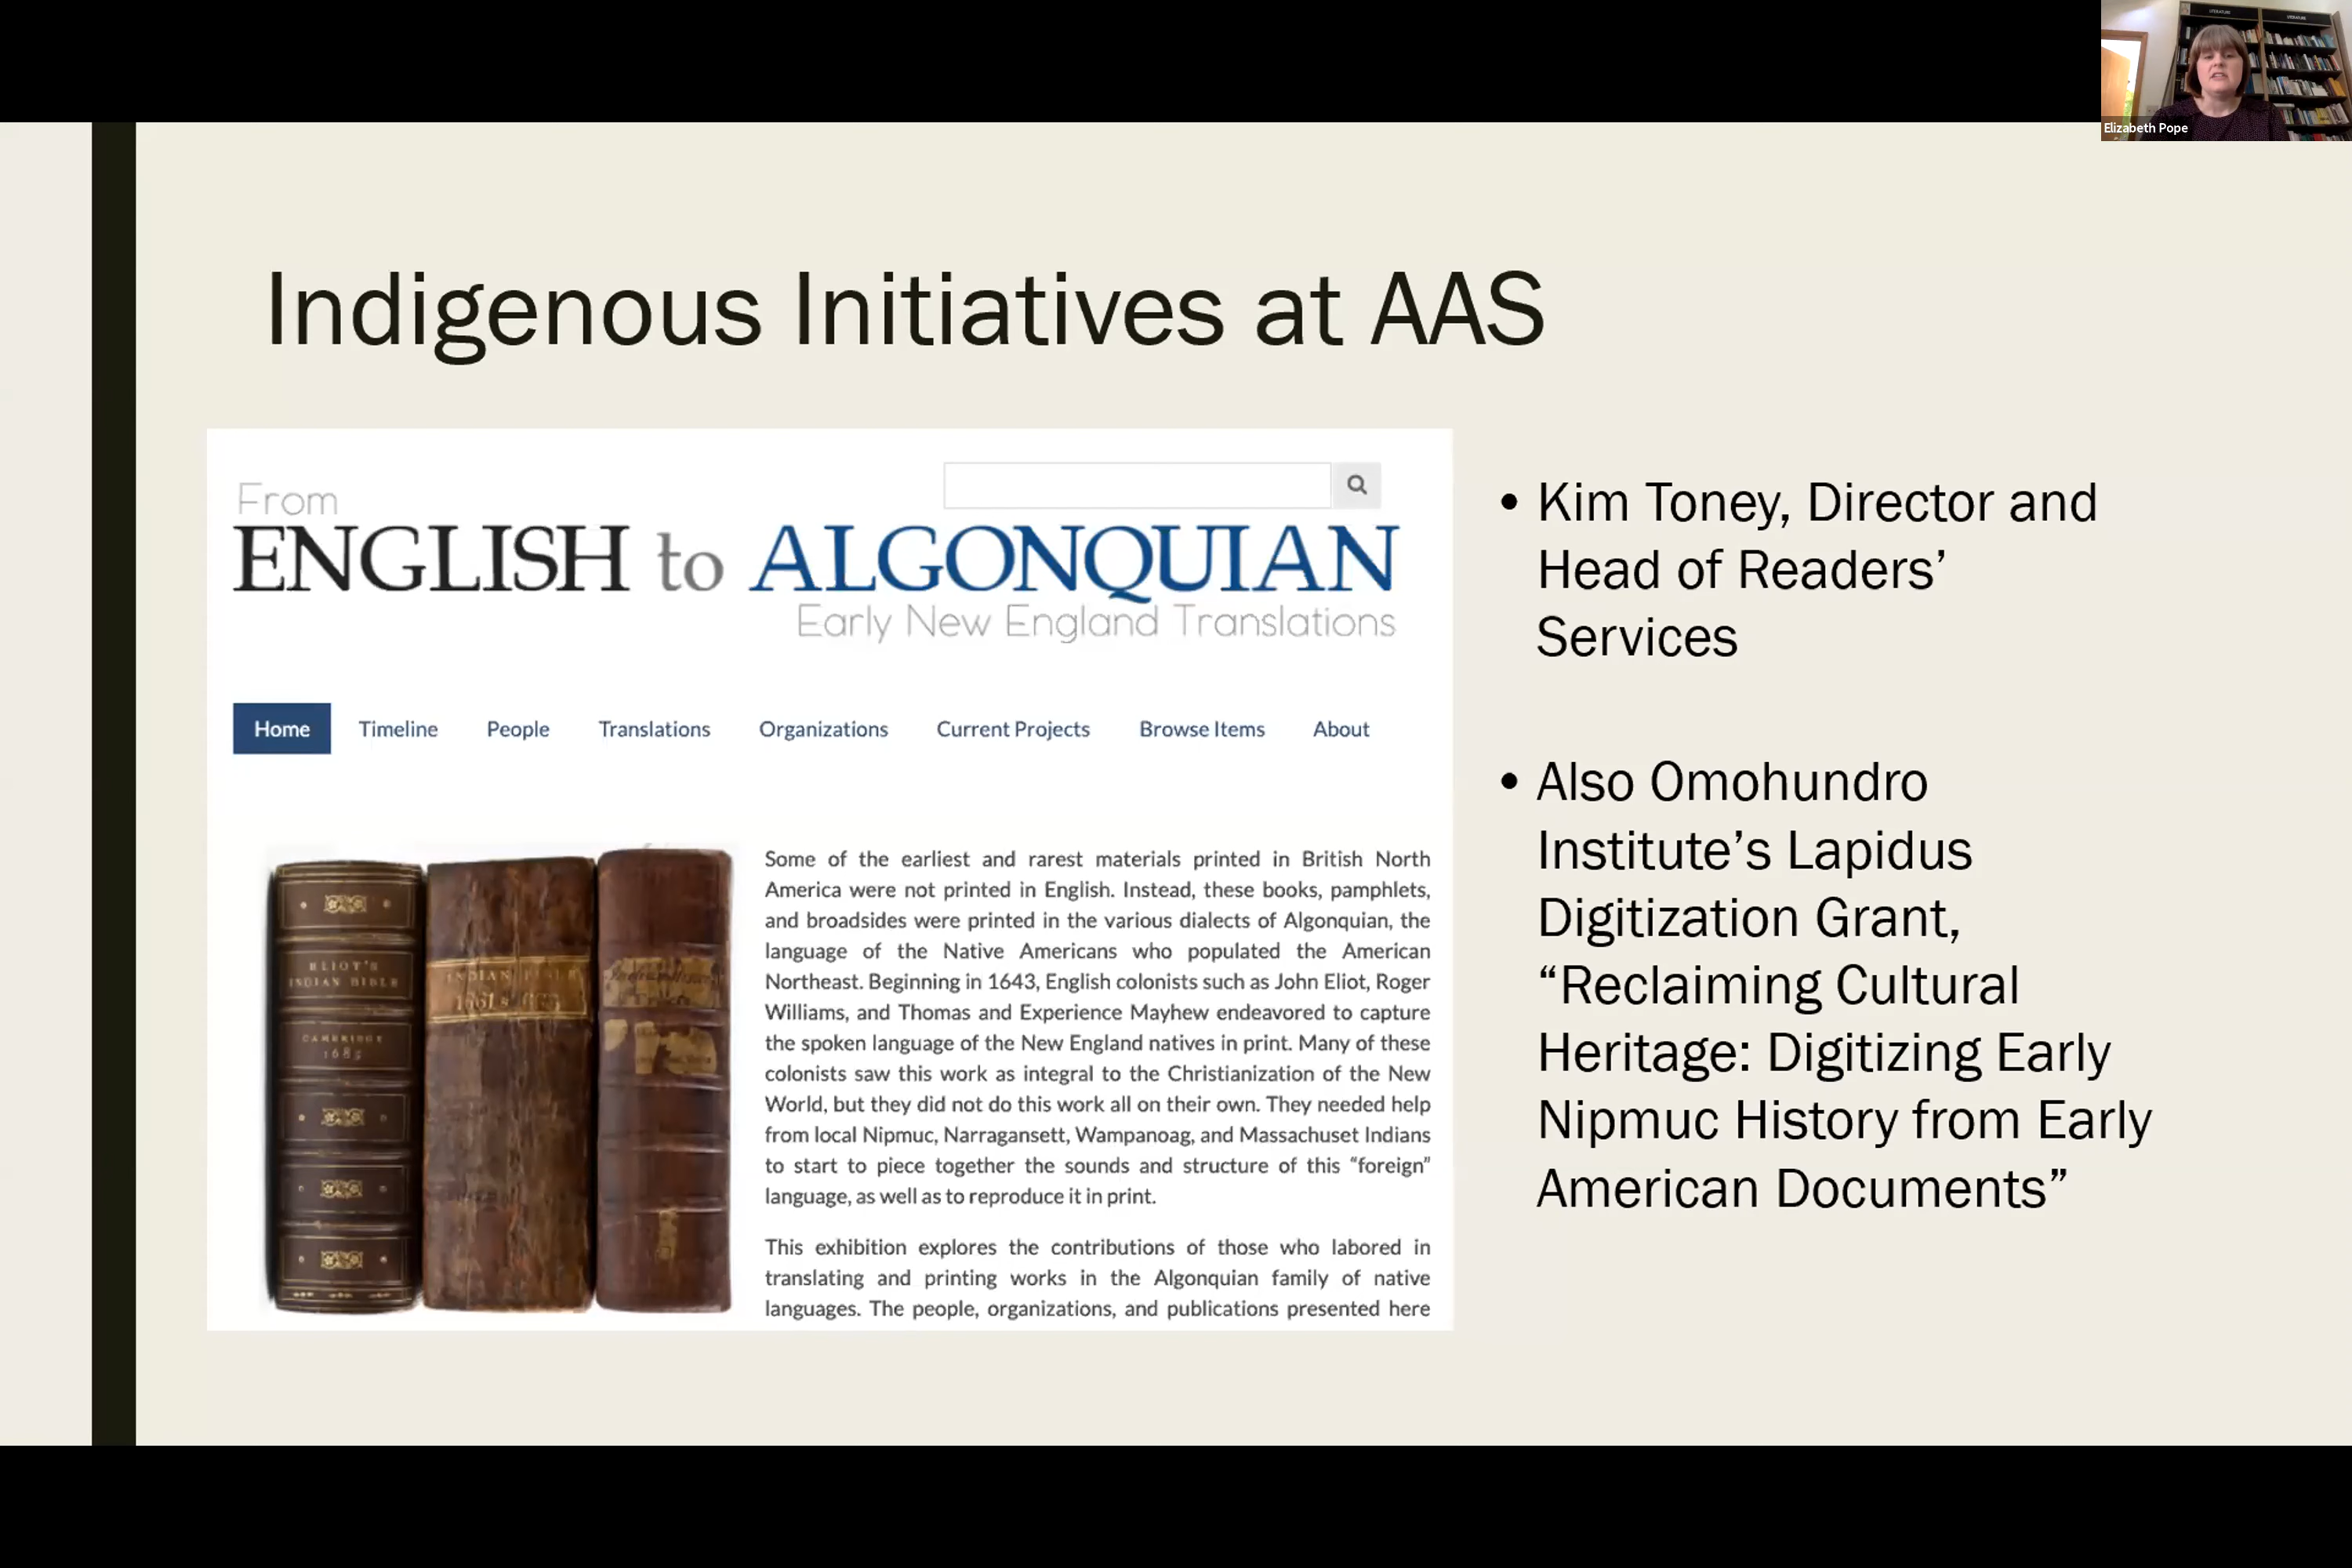 LITERATURE
LITERATURE
Elizabeth Pope
Indigenous Initiatives at AAS
From
ENGLISH to ALGONQUIAN
Early New England Translations
Home Timeline People Translations Organizations Current Projects Browse Items About
ELIOT'S
INDIAN BIBLE
CAMBRIDGE
1685
INDIAN
Some of the earliest and rarest materials printed in British North
America were not printed in English. Instead, these books, pamphlets,
and broadsides were printed in the various dialects of Algonquian, the
language of the Native Americans who populated the American
Northeast. Beginning in 1643, English colonists such as John Eliot, Roger
Williams, and Thomas and Experience Mayhew endeavored to capture
the spoken language of the New England natives in print. Many of these
colonists saw this work as integral to the Christianization of the New
World, but they did not do this work all on their own. They needed help
from local Nipmuc, Narragansett, Wampanoag, and Massachuset Indians
to start to piece together the sounds and structure of this “foreign”
language, as well as to reproduce it in print.
This exhibition explores the contributions of those who labored in
translating and printing works in the Algonquian family of native
languages. The people, organizations, and publications presented here
• Kim Toney, Director and
Head of Readers’
Services
• Also Omohundro
Institute’s Lapidus
Digitization Grant,
“Reclaiming Cultural
Heritage: Digitizing Early
Nipmuc History from Early
American Documents”